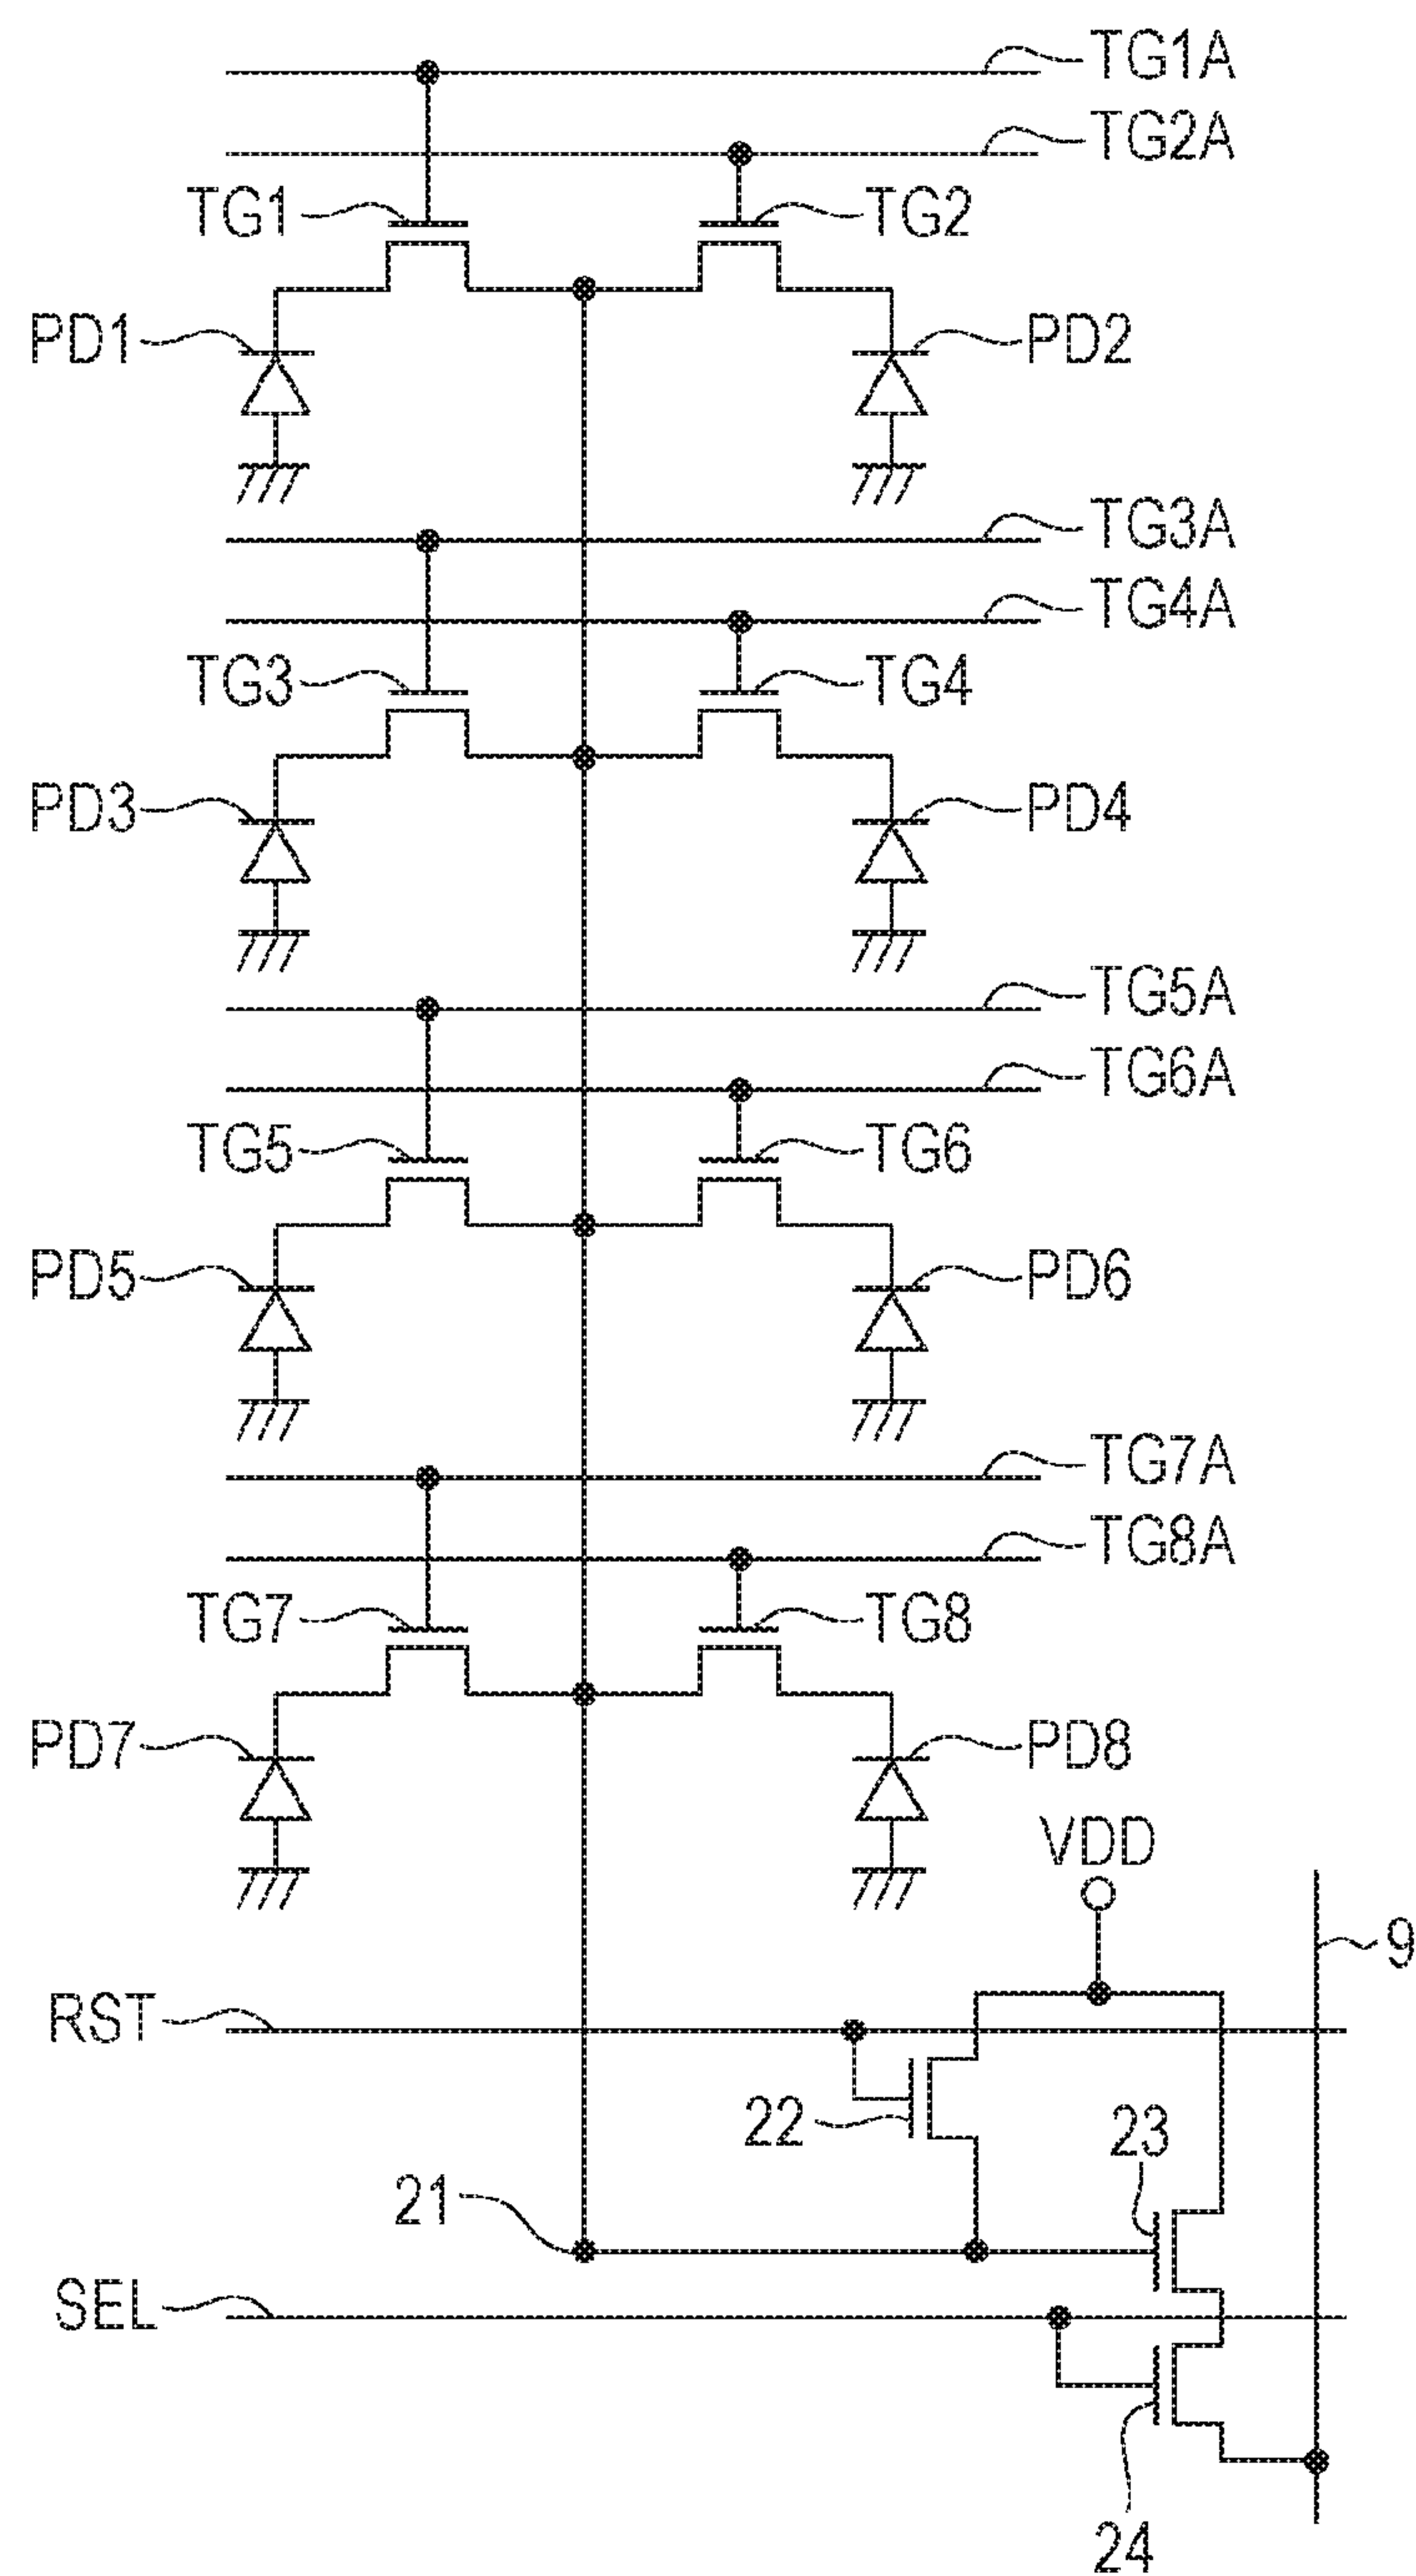 TG1A
TG2A
TG1
TG2
PD1
PD2
TG3A
TG4A
TG3
TG4
PD3
PD4
TG5A
TG6A
TG5
TG6
PD5
PD6
TG7A
TG8A
TG7
TG8
PD7
PD8
VDD
9
RST
22
23
21
SEL
24